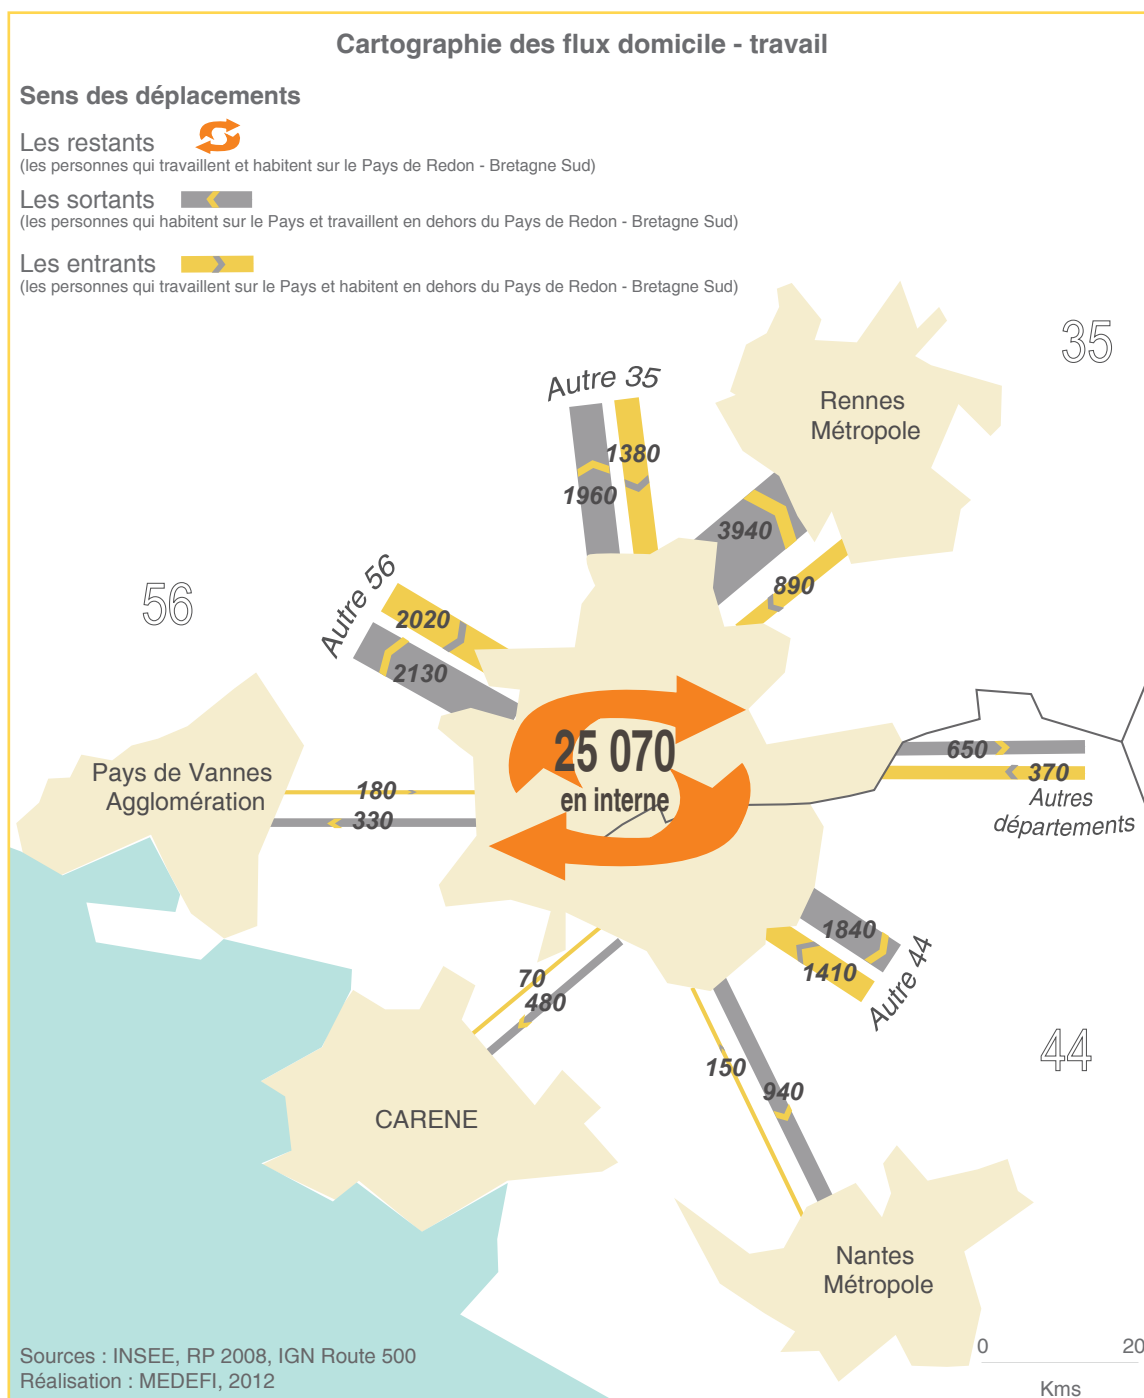 Cartographie des flux domicile - travail
Sens des déplacements
Les restants
(les personnes qui travaillent et habitent sur le Pays de Redon - Bretagne Sud)
Les sortants
(les personnes qui habitent sur le Pays et travaillent en dehors du Pays de Redon - Bretagne Sud)
Les entrants
(les personnes qui travaillent sur le Pays et habitent en dehors du Pays de Redon - Bretagne Sud)
35
Autre 35
1380
1960
Rennes
Métropole
3940
890
56
Autre 56
2020
2130
25 070
en interne
650
370
Autres
départements
Pays de Vannes
Agglomération
180
330
1840
1410
Autre 44
70
480
44
150
940
CARENE
Nantes
Métropole
Sources : INSEE, RP 2008, IGN Route 500
Réalisation : MEDEFI, 2012
0
20
Kms